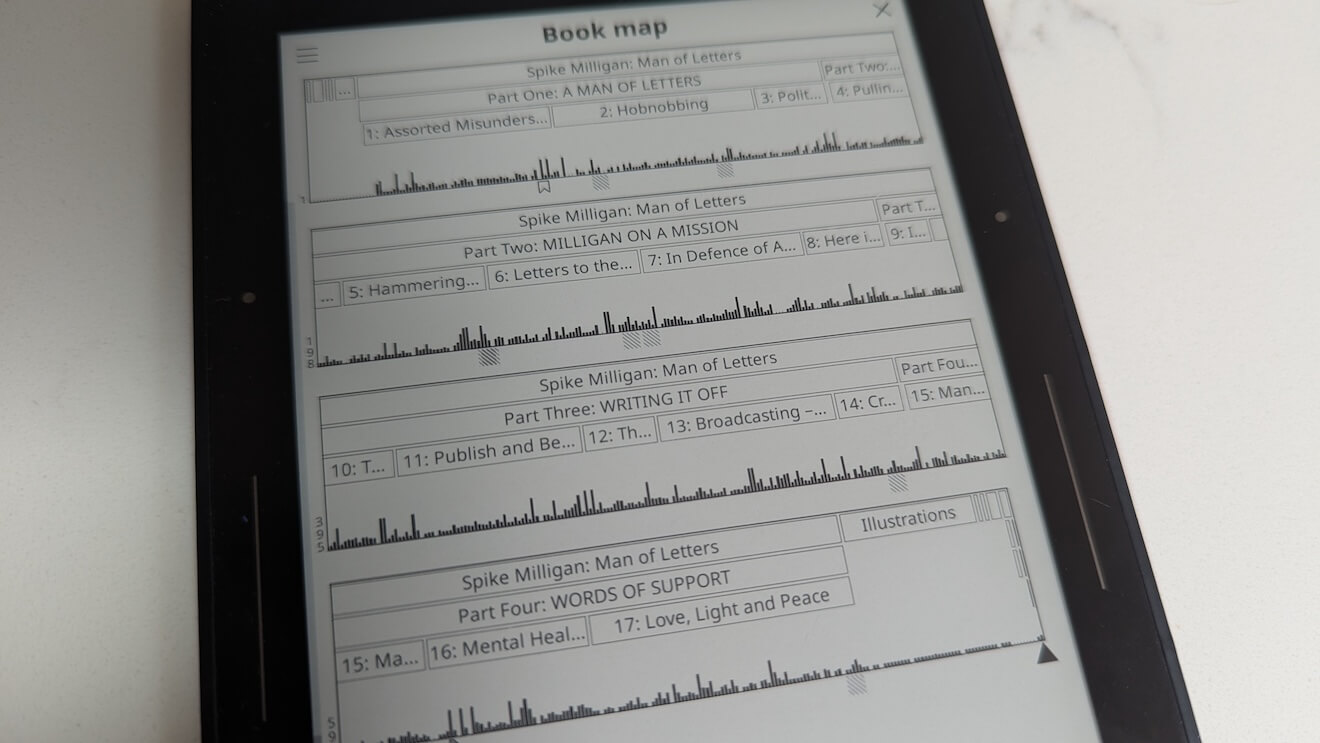 Book map
Spike Milligan: Man of Letters
...
Part One: A MAN OF LETTERS
Part Two:...
1: Assorted Misunders...
2: Hobnobbing
3: Polit...
4: Pullin...
1
Spike Milligan: Man of Letters
Part Two: MILLIGAN ON A MISSION
Part T...
...
5: Hammering...
6: Letters to the...
7: In Defence of A...
8: Here i...
9: I...
198
Spike Milligan: Man of Letters
Part Three: WRITING IT OFF
Part Fou...
10: T...
11: Publish and Be...
12: Th...
13: Broadcasting –...
14: Cr...
15: Man...
395
Spike Milligan: Man of Letters
Illustrations
Part Four: WORDS OF SUPPORT
15: Ma...
16: Mental Heal...
17: Love, Light and Peace